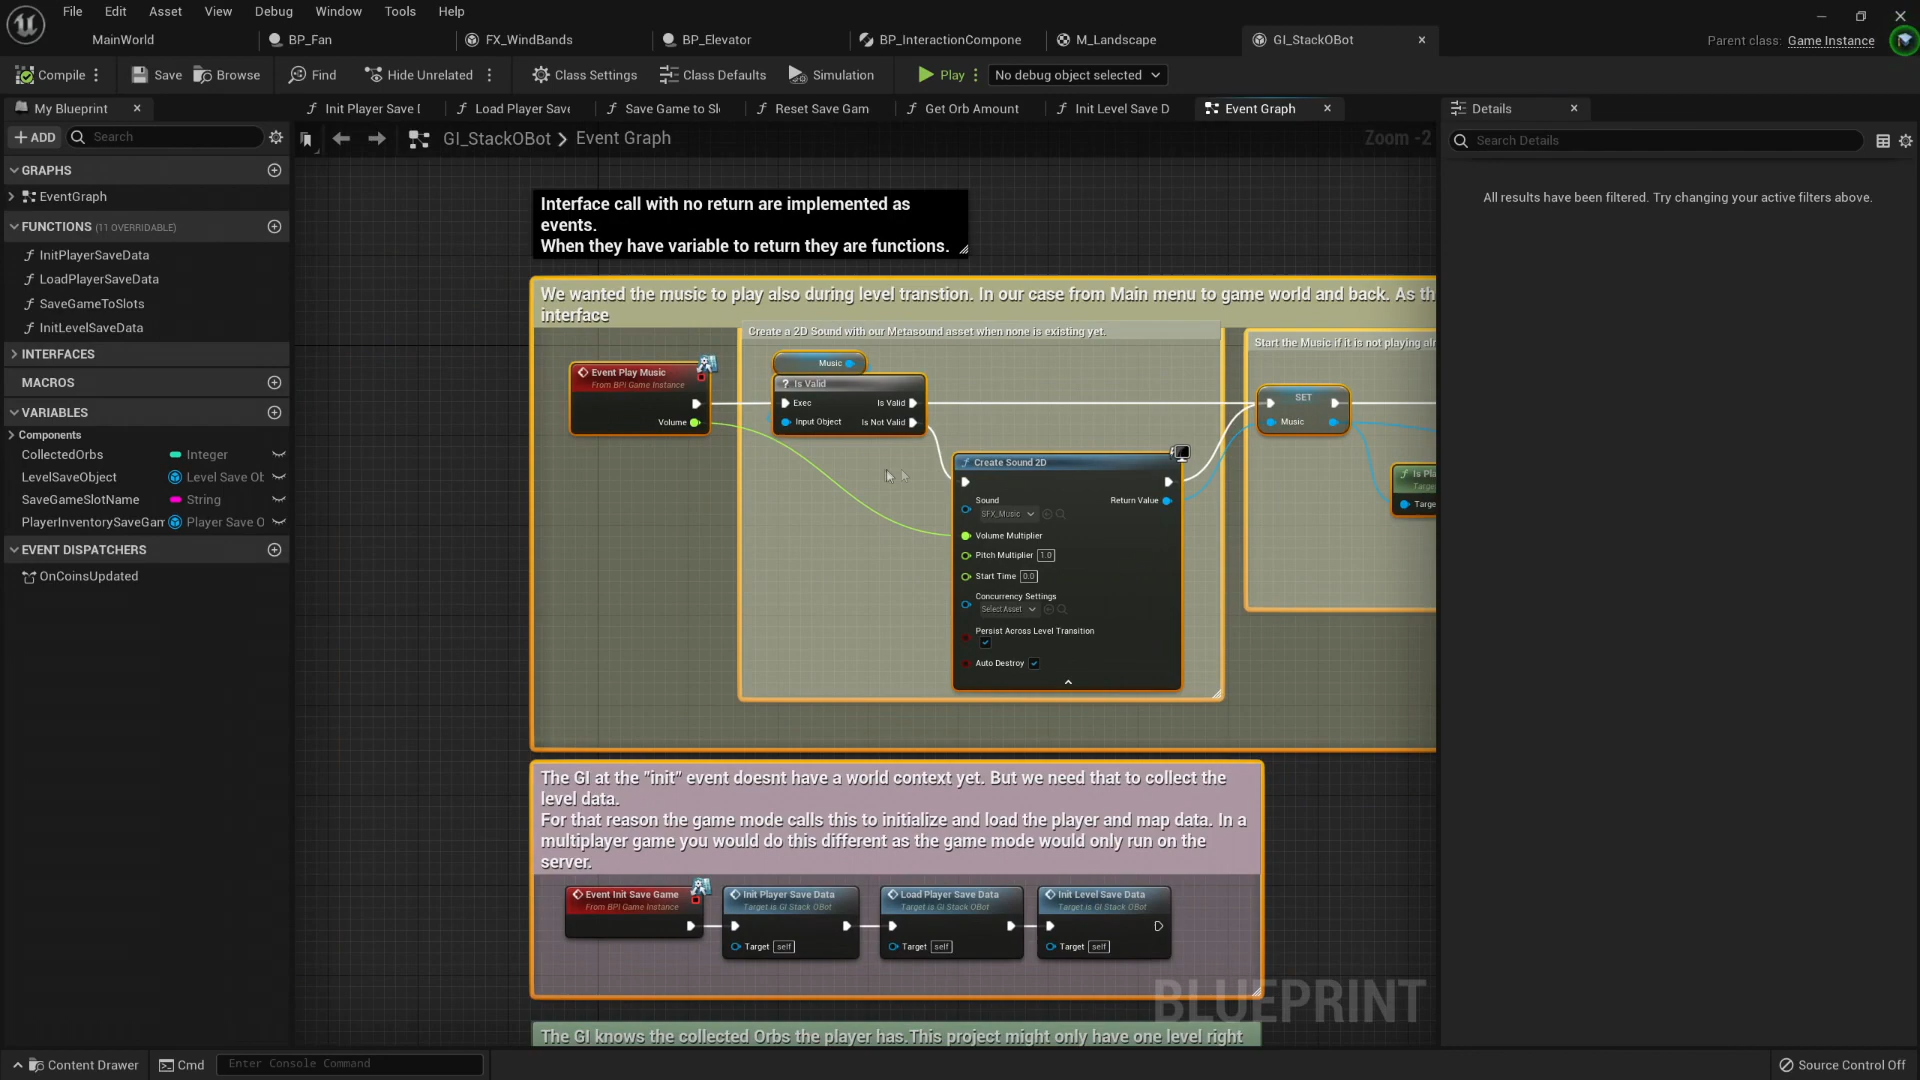 File Edit Asset View Debug Window Tools Help
MainWorld BP_Fan FX_WindBands BP_Elevator BP_InteractionCompone M_Landscape GI_StackOBot
Parent class: Game Instance
Compile Save Browse Find Hide Unrelated Class Settings Class Defaults Simulation Play No debug object selected
My Blueprint
Init Player Save D Load Player Save Save Game to Sl Reset Save Gam Get Orb Amount Init Level Save D Event Graph
Details
ADD Search
GI_StackOBot > Event Graph
Zoom -2
Search Details
All results have been filtered. Try changing your active filters above.
GRAPHS
EventGraph
FUNCTIONS (11 OVERRIDABLE)
InitPlayerSaveData
LoadPlayerSaveData
SaveGameToSlots
InitLevelSaveData
INTERFACES
MACROS
VARIABLES
Components
CollectedOrbs Integer
LevelSaveObject Level Save Ob
SaveGameSlotName String
PlayerInventorySaveGam Player Save O
EVENT DISPATCHERS
OnCoinsUpdated
Interface call with no return are implemented as
events.
When they have variable to return they are functions.
We wanted the music to play also during level transtion. In our case from Main menu to game world and back. As th
interface
Create a 2D Sound with our Metasound asset when none is existing yet.
Start the Music if it is not playing alr
Event Play Music
From BPI Game Instance
Volume
Music
? Is Valid
Exec Is Valid
Input Object Is Not Valid
SET
Music
Create Sound 2D
Sound
SFX_Music
Return Value
Volume Multiplier
Pitch Multiplier 1.0
Start Time 0.0
Concurrency Settings
Select Asset
Persist Across Level Transition
Auto Destroy
Is Pl
Target
Targe
The GI at the "init" event doesnt have a world context yet. But we need that to collect the
level data.
For that reason the game mode calls this to initialize and load the player and map data. In a
multiplayer game you would do this different as the game mode would only run on the
server.
Event Init Save Game
From BPI Game Instance
Init Player Save Data
Target is GI Stack OBot
Target self
Load Player Save Data
Target is GI Stack OBot
Target self
Init Level Save Data
Target is GI Stack OBot
Target self
BLUEPRINT
The GI knows the collected Orbs the player has.This project might only have one level right
Content Drawer Cmd Enter Console Command
Source Control Off